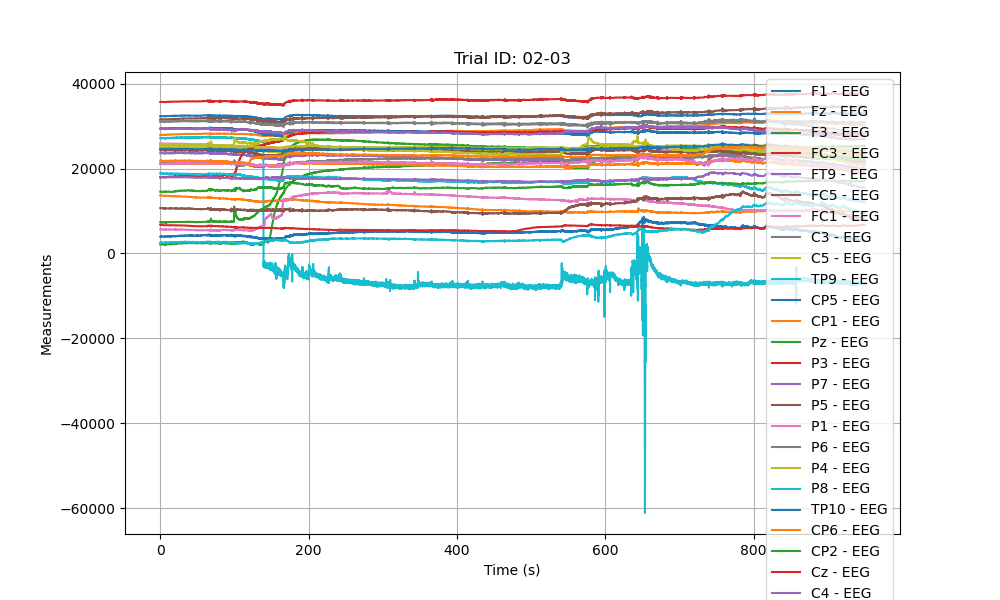 Trial ID: 02-03
Measurements
40000
20000
0
−20000
−40000
−60000
0
200
400
600
800
Time (s)
F1 - EEG
Fz - EEG
F3 - EEG
FC3 - EEG
FT9 - EEG
FC5 - EEG
FC1 - EEG
C3 - EEG
C5 - EEG
TP9 - EEG
CP5 - EEG
CP1 - EEG
Pz - EEG
P3 - EEG
P7 - EEG
P5 - EEG
P1 - EEG
P6 - EEG
P4 - EEG
P8 - EEG
TP10 - EEG
CP6 - EEG
CP2 - EEG
Cz - EEG
C4 - EEG